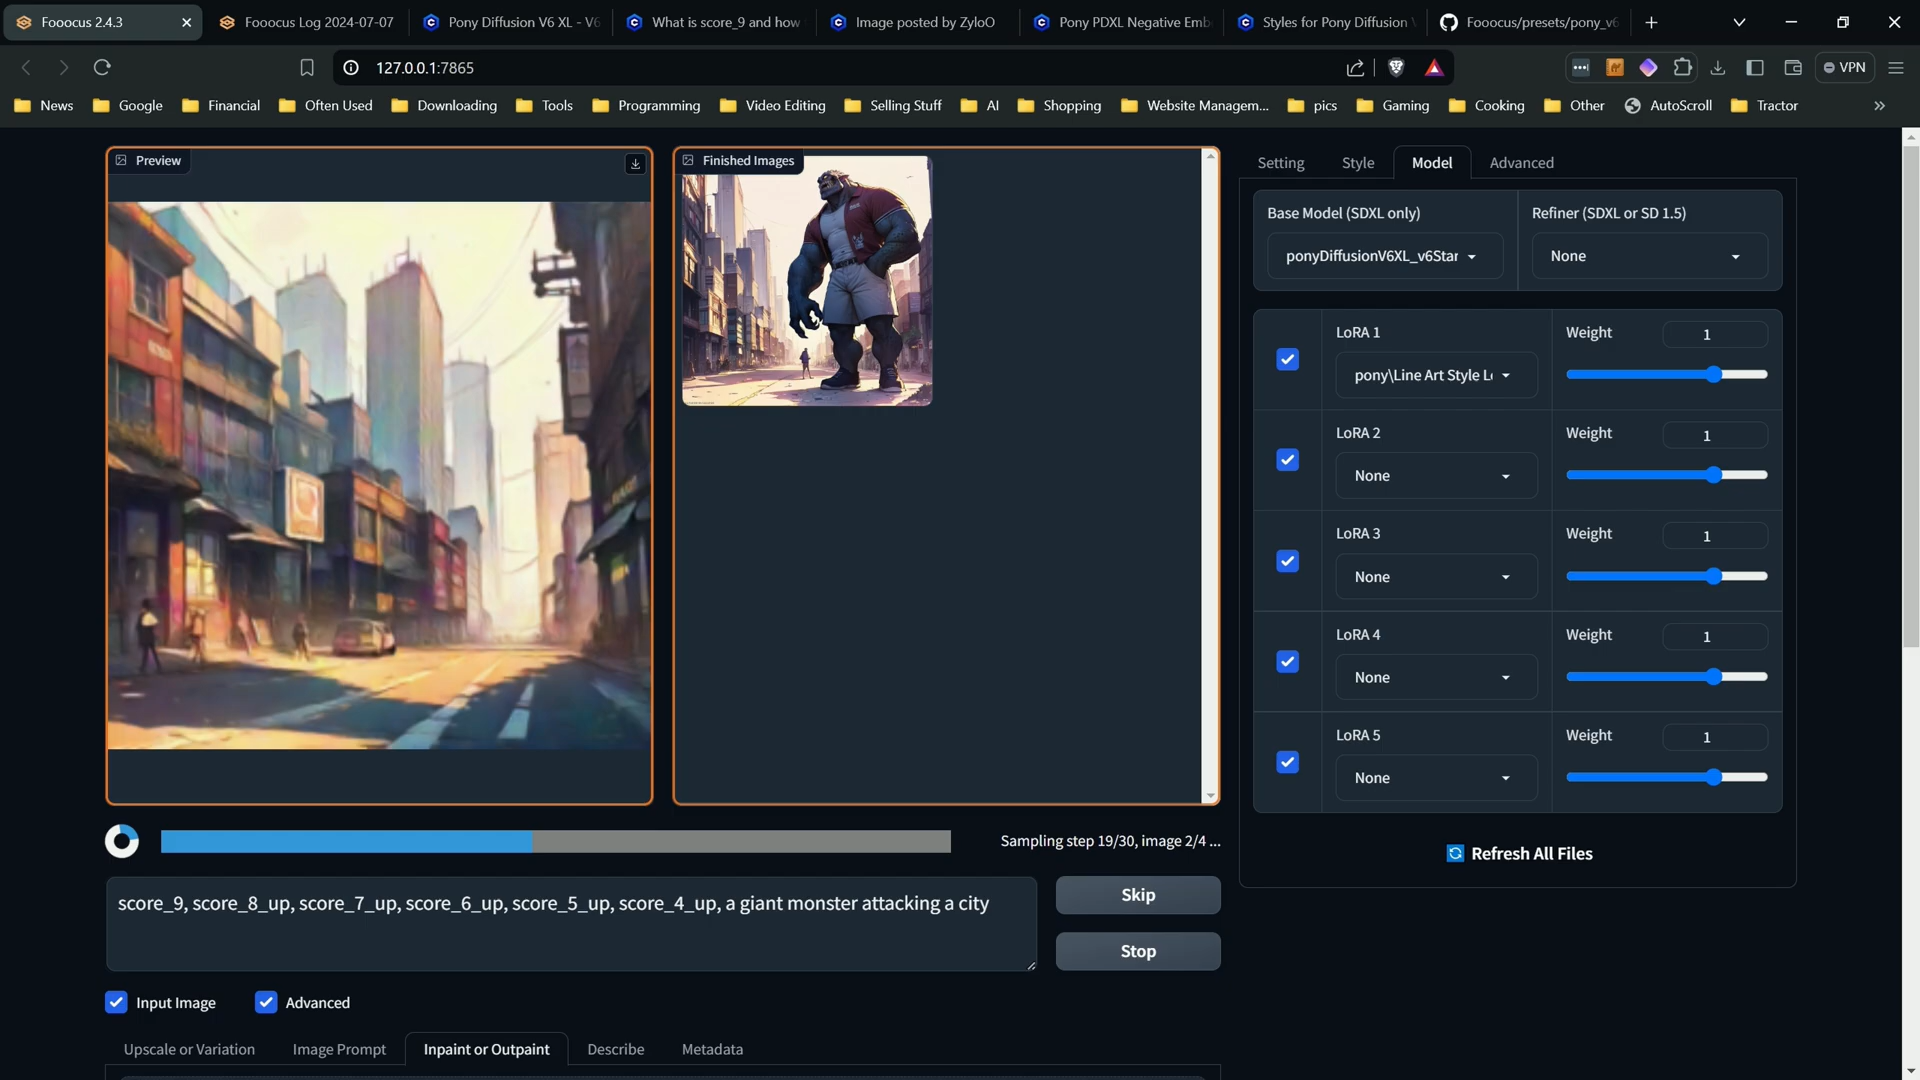 Fooocus 2.4.3
Fooocus Log 2024-07-07
Pony Diffusion V6 XL - V6
What is score_9 and how
Image posted by ZyloO
Pony PDXL Negative Emb
Styles for Pony Diffusion
Fooocus/presets/pony_v6
127.0.0.1:7865
VPN
News
Google
Financial
Often Used
Downloading
Tools
Programming
Video Editing
Selling Stuff
AI
Shopping
Website Managem...
pics
Gaming
Cooking
Other
AutoScroll
Tractor
Preview
Finished Images
Setting
Style
Model
Advanced
Base Model (SDXL only)
Refiner (SDXL or SD 1.5)
ponyDiffusionV6XL_v6Star
None
LoRA 1
Weight
1
pony\Line Art Style Lo
LoRA 2
Weight
1
None
LoRA 3
Weight
1
None
LoRA 4
Weight
1
None
LoRA 5
Weight
1
None
Refresh All Files
Sampling step 19/30, image 2/4 ...
score_9, score_8_up, score_7_up, score_6_up, score_5_up, score_4_up, a giant monster attacking a city
Skip
Stop
Input Image
Advanced
Upscale or Variation
Image Prompt
Inpaint or Outpaint
Describe
Metadata